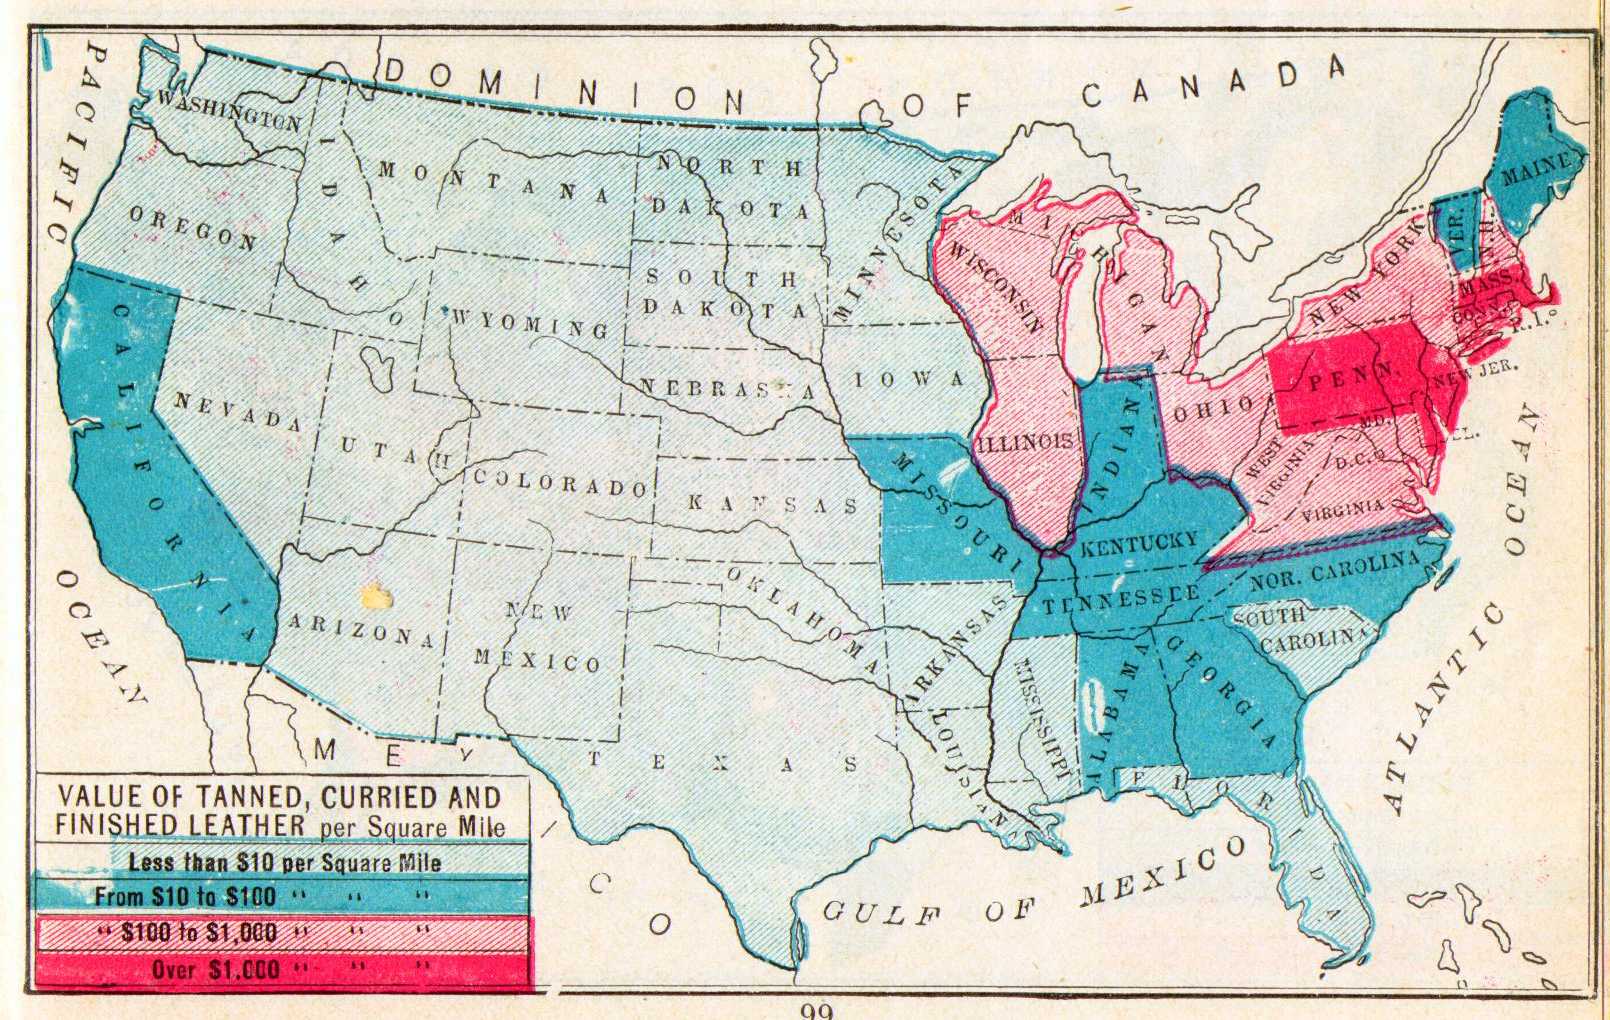 DOMINION OF CANADA
PACIFIC
OCEAN
WASHINGTON
OREGON
CALIFORNIA
IDAHO
NEVADA
MONTANA
WYOMING
UTAH
ARIZONA
COLORADO
NEW
MEXICO
NORTH
DAKOTA
SOUTH
DAKOTA
NEBRASKA
KANSAS
OKLAHOMA
TEXAS
MINNESOTA
IOWA
MISSOURI
ARKANSAS
LOUISIANA
WISCONSIN
ILLINOIS
MICHIGAN
INDIANA
OHIO
KENTUCKY
TENNESSEE
MISSISSIPPI
ALABAMA
GEORGIA
FLORIDA
SOUTH
CAROLINA
NOR. CAROLINA
VIRGINIA
WEST
VIRGINIA
D.C.
MD.
PENN.
NEW JER.
NEW YORK
VER.
N.H.
MAINE
MASS.
CONN.
R.I.
ATLANTIC OCEAN
GULF OF MEXICO
MEXICO
VALUE OF TANNED, CURRIED AND
FINISHED LEATHER per Square Mile
Less than $10 per Square Mile
From $10 to $100 " " "
" $100 to $1,000 " " "
Over $1,000 " " "
99